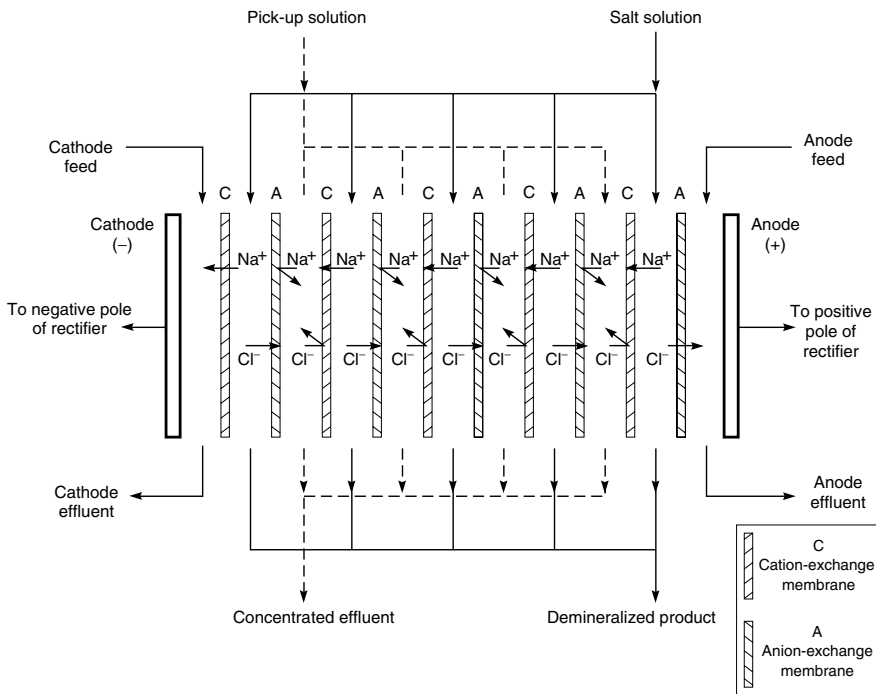 Pick-up solution
Salt solution
Cathode
feed
Anode
feed
C A C A C A C A C A
Cathode
(–)
Anode
(+)
Na+ Na+ Na+ Na+ Na+ Na+ Na+ Na+ Na+
To negative pole
of rectifier
To positive
pole of
rectifier
Cl– Cl– Cl– Cl– Cl– Cl– Cl– Cl– Cl–
Cathode
effluent
Anode
effluent
Concentrated effluent
Demineralized product
C
Cation-exchange
membrane
A
Anion-exchange
membrane